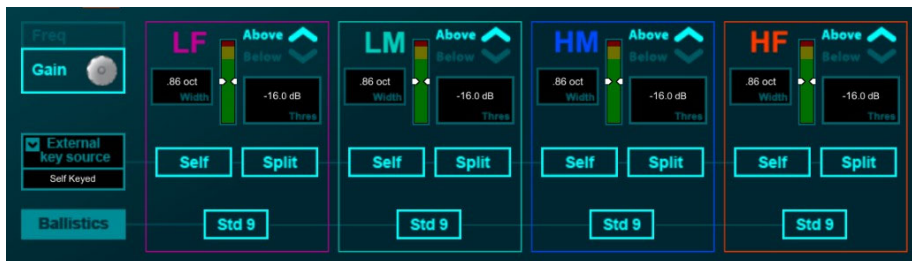 Freq
Gain
External
key source
Self Keyed
Ballistics
LF
Above
Below
.86 oct
Width
-16.0 dB
Thres
Self
Split
Std 9
LM
Above
Below
.86 oct
Width
-16.0 dB
Thres
Self
Split
Std 9
HM
Above
Below
.86 oct
Width
-16.0 dB
Thres
Self
Split
Std 9
HF
Above
Below
.86 oct
Width
-16.0 dB
Thres
Self
Split
Std 9